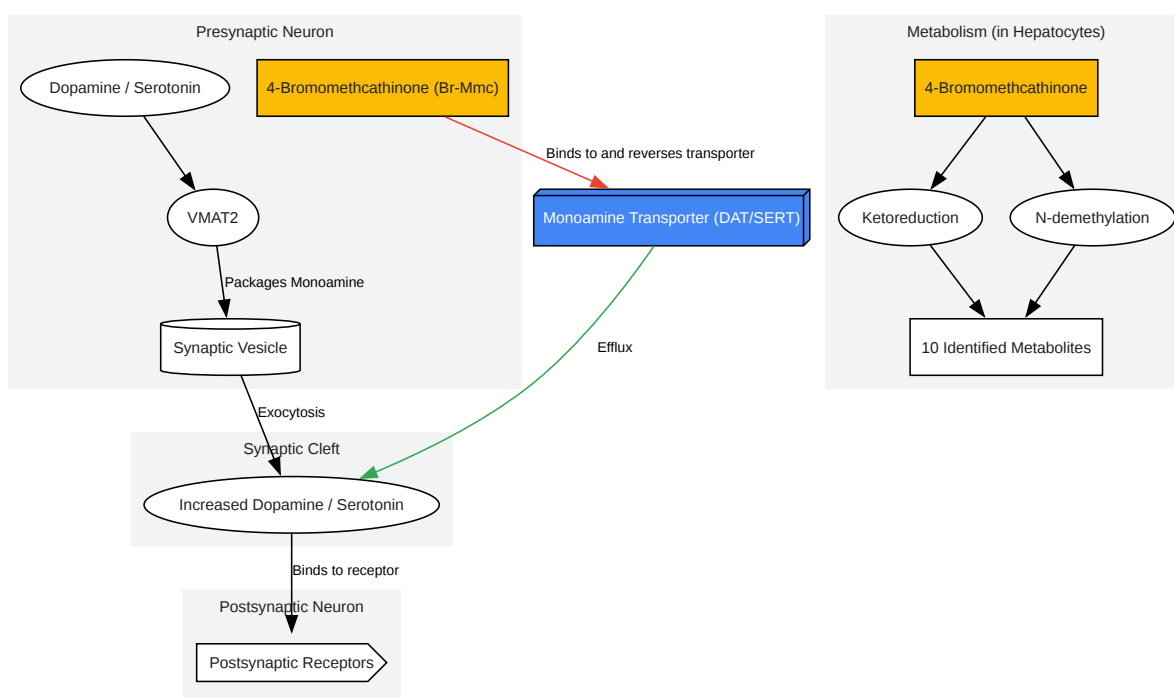 Presynaptic Neuron
Metabolism (in Hepatocytes)
Dopamine / Serotonin
4-Bromomethcathinone (Br-Mmc)
4-Bromomethcathinone
Binds to and reverses transporter
VMAT2
Monoamine Transporter (DAT/SERT)
Ketoreduction
N-demethylation
Packages Monoamine
Synaptic Vesicle
Efflux
10 Identified Metabolites
Exocytosis
Synaptic Cleft
Increased Dopamine / Serotonin
Binds to receptor
Postsynaptic Neuron
Postsynaptic Receptors